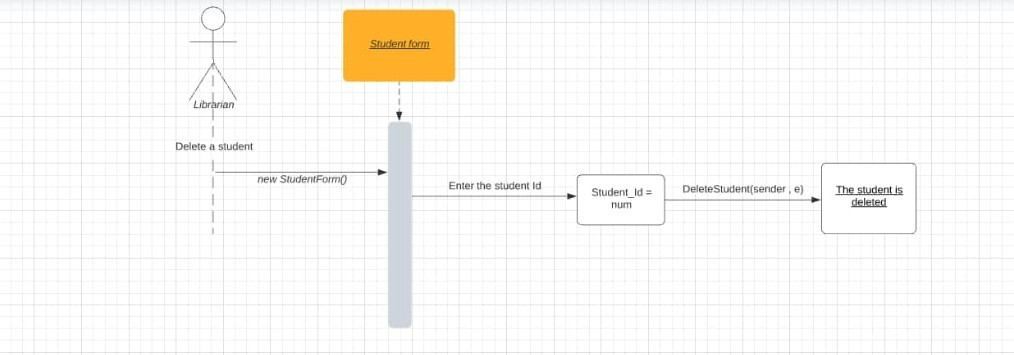 Student form
Librarian
Delete a student
new StudentForm()
Enter the student Id
Student_Id =
num
DeleteStudent(sender , e)
The student is
deleted